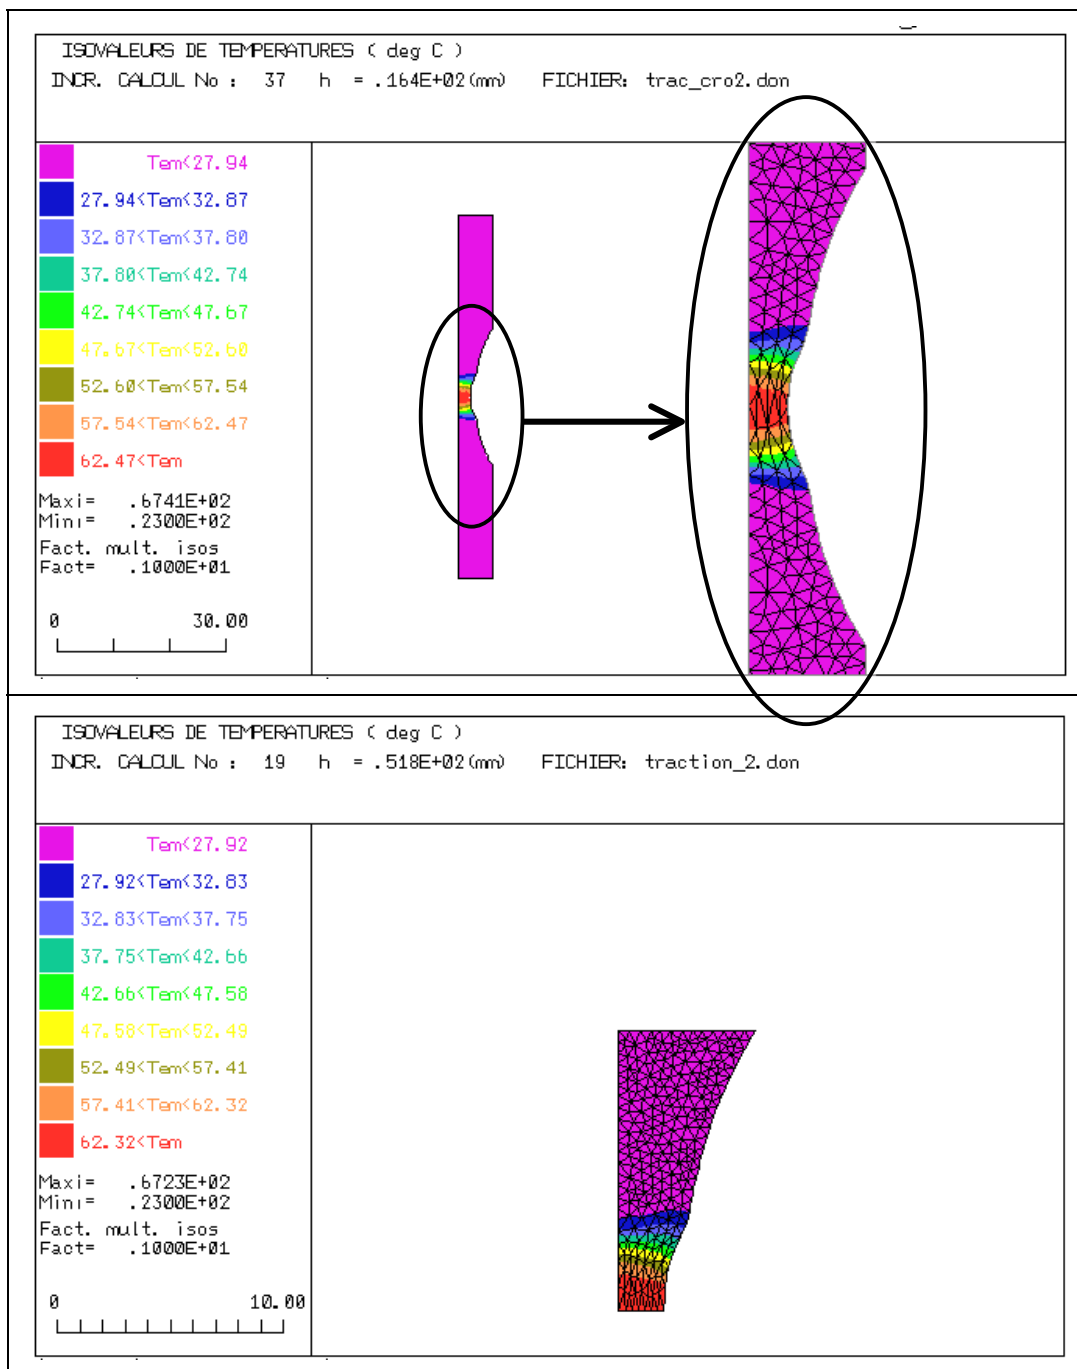 ISOVALEURS DE TEMPERATURES ( deg C )
INCR. CALCUL No : 37 h = .164E+02(mm) FICHIER: trac_cro2.don
Tem<27.94
27.94<Tem<32.87
32.87<Tem<37.80
37.80<Tem<42.74
42.74<Tem<47.67
47.67<Tem<52.60
52.60<Tem<57.54
57.54<Tem<62.47
62.47<Tem
Maxi= .6741E+02
Mini= .2300E+02
Fact. mult. isos
Fact= .1000E+01
0 30.00
ISOVALEURS DE TEMPERATURES ( deg C )
INCR. CALCUL No : 19 h = .518E+02(mm) FICHIER: traction_2.don
Tem<27.92
27.92<Tem<32.83
32.83<Tem<37.75
37.75<Tem<42.66
42.66<Tem<47.58
47.58<Tem<52.49
52.49<Tem<57.41
57.41<Tem<62.32
62.32<Tem
Maxi= .6723E+02
Mini= .2300E+02
Fact. mult. isos
Fact= .1000E+01
0 10.00